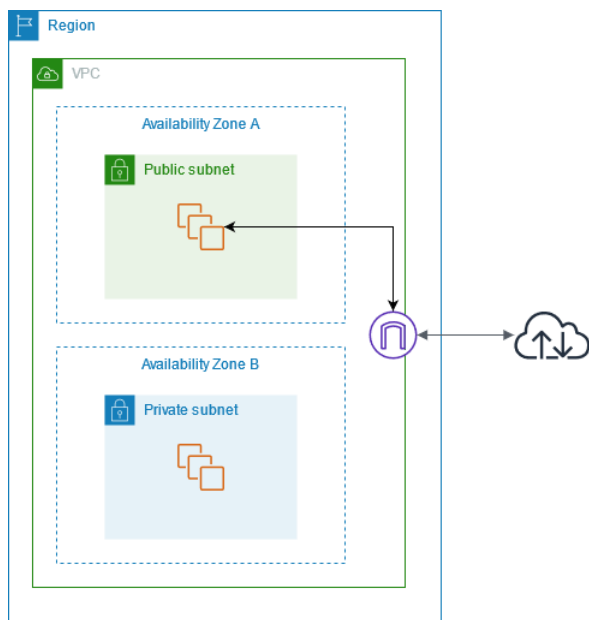 Region
VPC
Availability Zone A
Public subnet
Availability Zone B
Private subnet